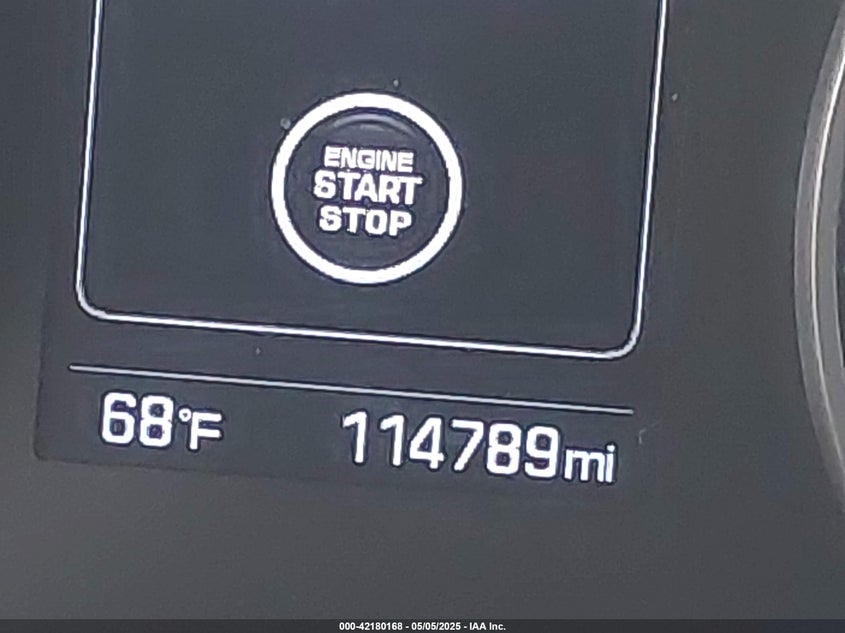 ENGINE
START
STOP
68°F 114789mi
000-42180168 - 05/05/2025 - IAA Inc.